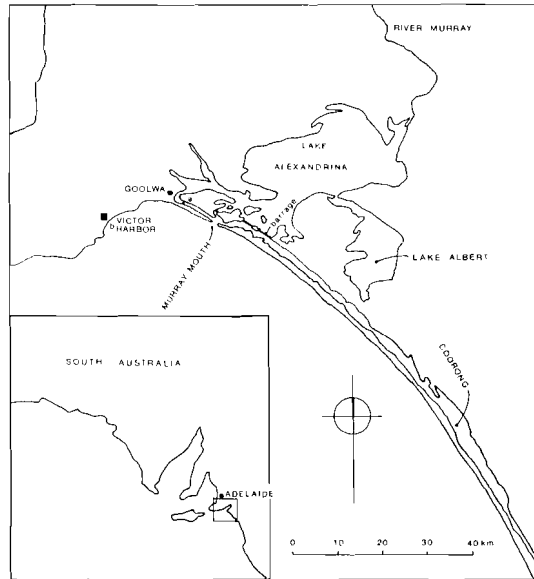 RIVER MURRAY
LAKE
ALEXANDRINA
GOOLWA
barrage
VICTOR
HARBOR
MURRAY MOUTH
LAKE ALBERT
COORONG
SOUTH AUSTRALIA
ADELAIDE
0 10 20 30 40 km